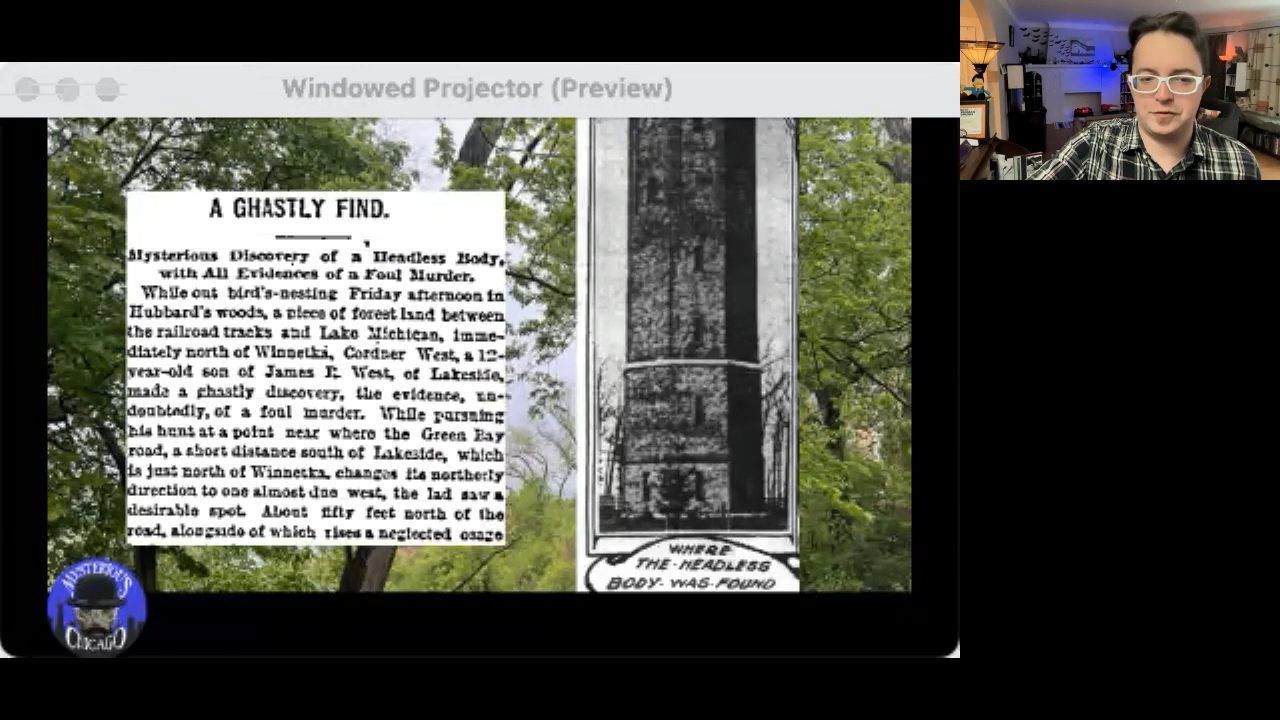 Windowed Projector (Preview)
A GHASTLY FIND.
Mysterious Discovery of a Headless Body,
with All Evidences of a Foul Murder.
While out bird's-nesting Friday afternoon in
Hubbard's woods, a piece of forest land between
the railroad tracks and Lake Michigan, imme-
diately north of Winnetka, Cordner West, a 12-
year-old son of James R. West, of Lakeside,
made a ghastly discovery, the evidence, un-
doubtedly, of a foul murder. While pursuing
his hunt at a point near where the Green Bay
road, a short distance south of Lakeside, which
is just north of Winnetka, changes its northerly
direction to one almost due west, the lad saw a
desirable spot. About fifty feet north of the
road, alongside of which rises a neglected osage
WHERE
THE-HEADLESS
BODY-WAS-FOUND
MYSTERIOUS
CHICAGO